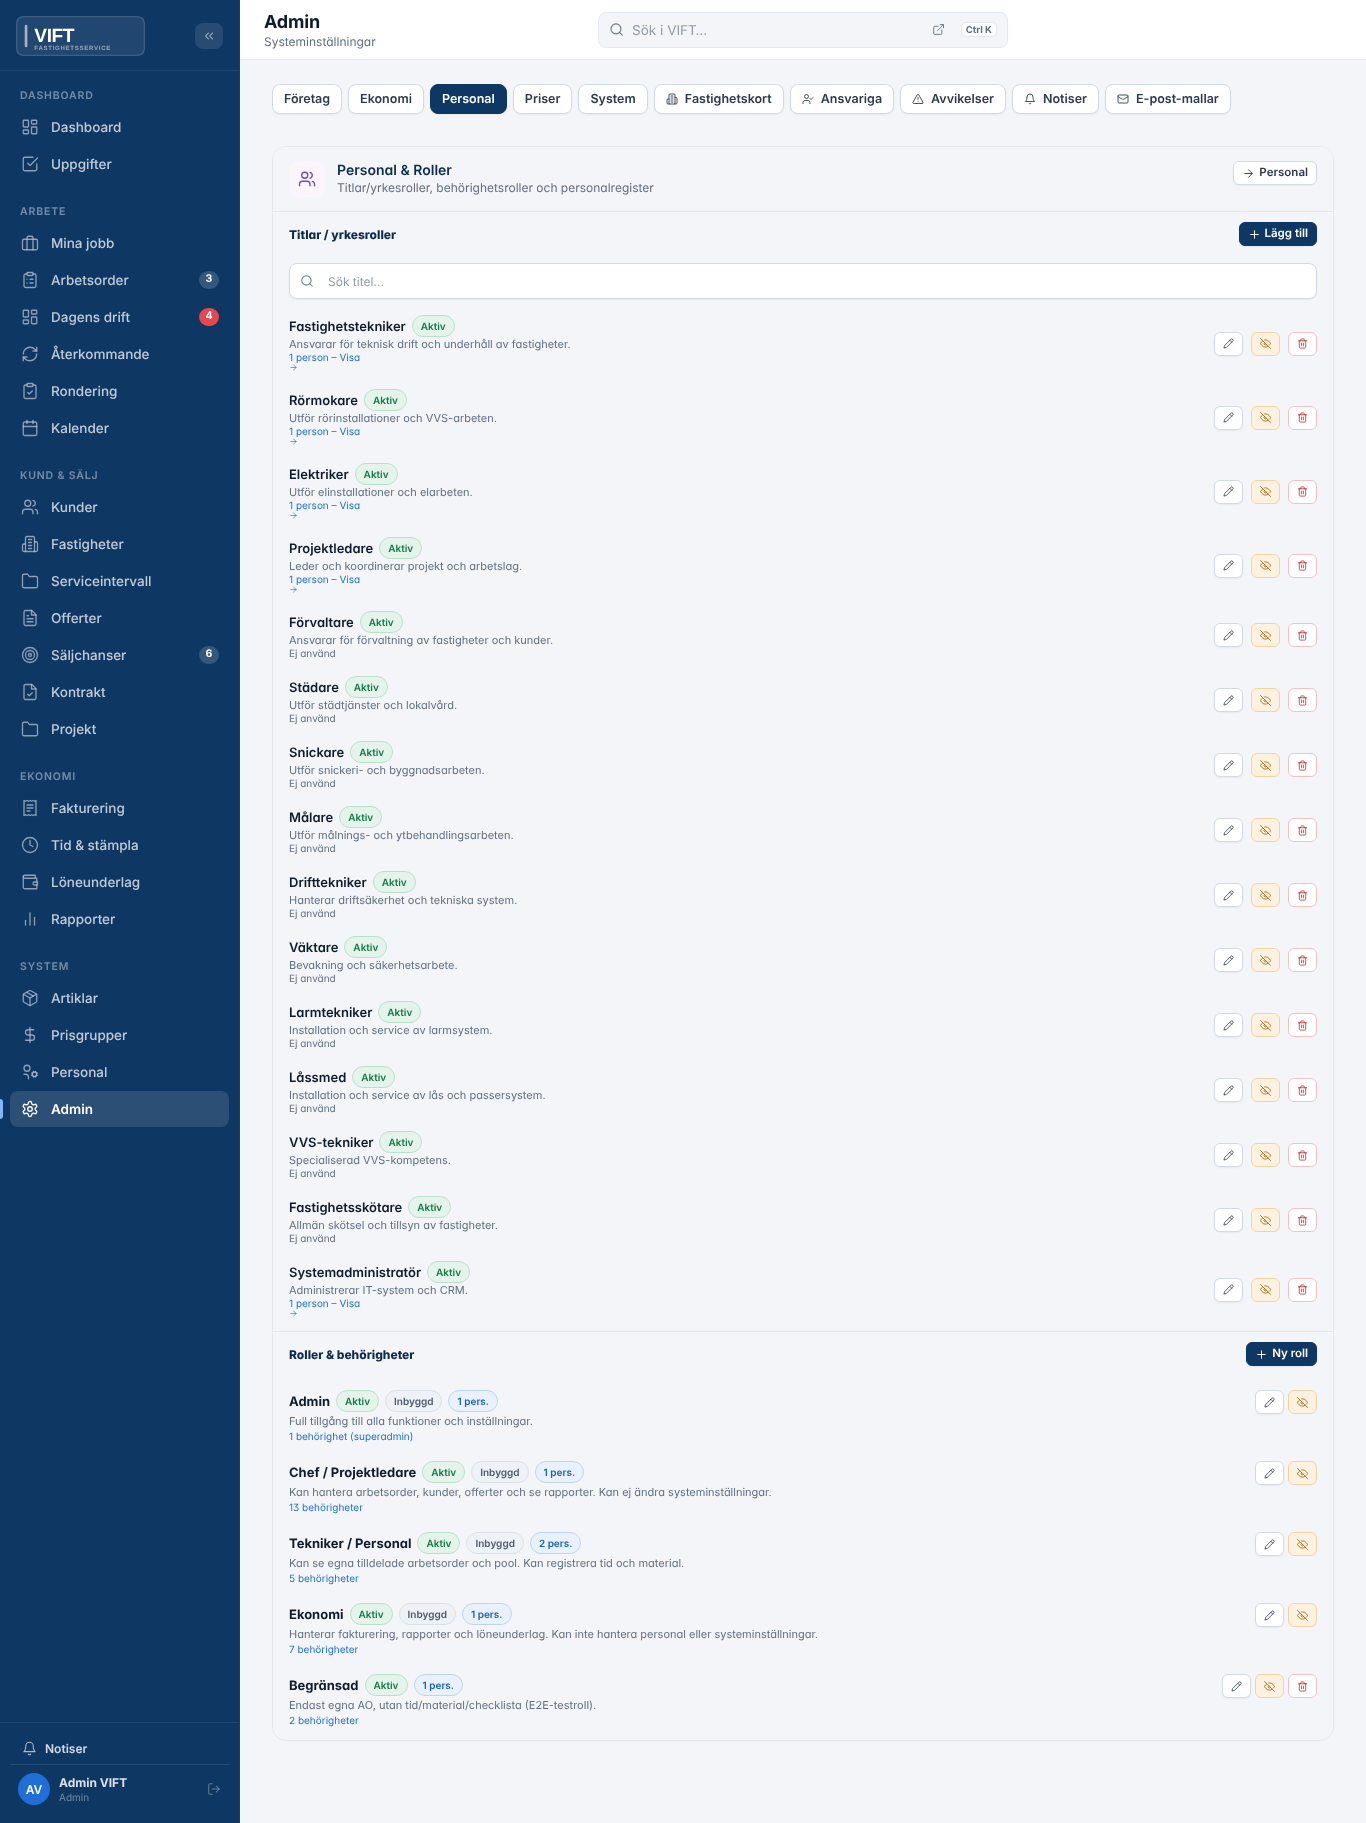 VIFT
FASTIGHETSSERVICE
DASHBOARD
Dashboard
Uppgifter
ARBETE
Mina jobb
Arbetsorder 3
Dagens drift 4
Återkommande
Rondering
Kalender
KUND & SÄLJ
Kunder
Fastigheter
Serviceintervall
Offerter
Säljchanser 6
Kontrakt
Projekt
EKONOMI
Fakturering
Tid & stämpla
Löneunderlag
Rapporter
SYSTEM
Artiklar
Prisgrupper
Personal
Admin
Notiser
AV
Admin VIFT
Admin
Admin
Systeminställningar
Sök i VIFT... Ctrl K
Företag Ekonomi Personal Priser System Fastighetskort Ansvariga Avvikelser Notiser E-post-mallar
Personal & Roller
Titlar/yrkesroller, behörighetsroller och personalregister
→ Personal
Titlar / yrkesroller
+ Lägg till
Sök titel...
Fastighetstekniker Aktiv
Ansvarar för teknisk drift och underhåll av fastigheter.
1 person – Visa
→
Rörmokare Aktiv
Utför rörinstallationer och VVS-arbeten.
1 person – Visa
→
Elektriker Aktiv
Utför elinstallationer och elarbeten.
1 person – Visa
→
Projektledare Aktiv
Leder och koordinerar projekt och arbetslag.
1 person – Visa
→
Förvaltare Aktiv
Ansvarar för förvaltning av fastigheter och kunder.
Ej använd
Städare Aktiv
Utför städtjänster och lokalvård.
Ej använd
Snickare Aktiv
Utför snickeri- och byggnadsarbeten.
Ej använd
Målare Aktiv
Utför målnings- och ytbehandlingsarbeten.
Ej använd
Drifttekniker Aktiv
Hanterar driftsäkerhet och tekniska system.
Ej använd
Väktare Aktiv
Bevakning och säkerhetsarbete.
Ej använd
Larmtekniker Aktiv
Installation och service av larmsystem.
Ej använd
Låssmed Aktiv
Installation och service av lås och passersystem.
Ej använd
VVS-tekniker Aktiv
Specialiserad VVS-kompetens.
Ej använd
Fastighetsskötare Aktiv
Allmän skötsel och tillsyn av fastigheter.
Ej använd
Systemadministratör Aktiv
Administrerar IT-system och CRM.
1 person – Visa
→
Roller & behörigheter
+ Ny roll
Admin Aktiv Inbyggd 1 pers.
Full tillgång till alla funktioner och inställningar.
1 behörighet (superadmin)
Chef / Projektledare Aktiv Inbyggd 1 pers.
Kan hantera arbetsorder, kunder, offerter och se rapporter. Kan ej ändra systeminställningar.
13 behörigheter
Tekniker / Personal Aktiv Inbyggd 2 pers.
Kan se egna tilldelade arbetsorder och pool. Kan registrera tid och material.
5 behörigheter
Ekonomi Aktiv Inbyggd 1 pers.
Hanterar fakturering, rapporter och löneunderlag. Kan inte hantera personal eller systeminställningar.
7 behörigheter
Begränsad Aktiv 1 pers.
Endast egna AO, utan tid/material/checklista (E2E-testroll).
2 behörigheter